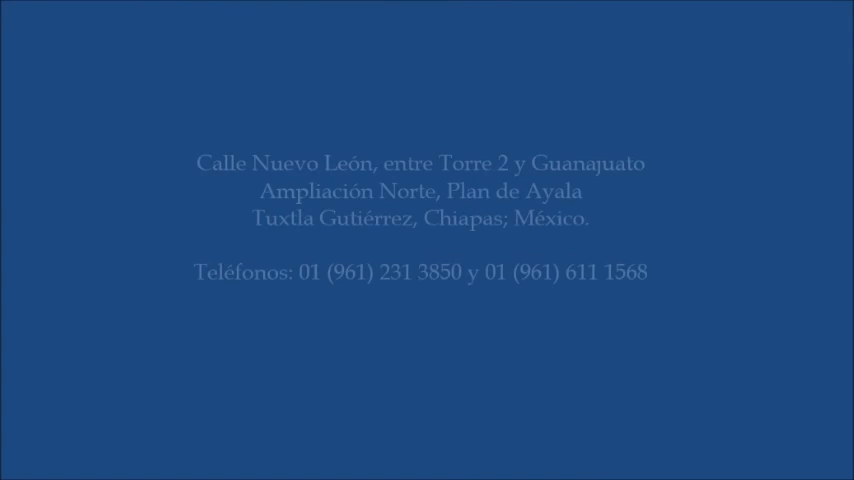 Calle Nuevo León, entre Torre 2 y Guanajuato
Ampliación Norte, Plan de Ayala
Tuxtla Gutiérrez, Chiapas; México.
Teléfonos: 01 (961) 231 3850 y 01 (961) 611 1568